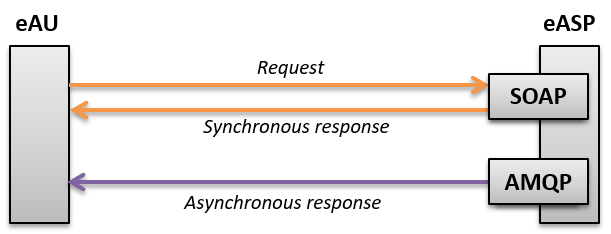 eAU
eASP
Request
SOAP
Synchronous response
AMQP
Asynchronous response